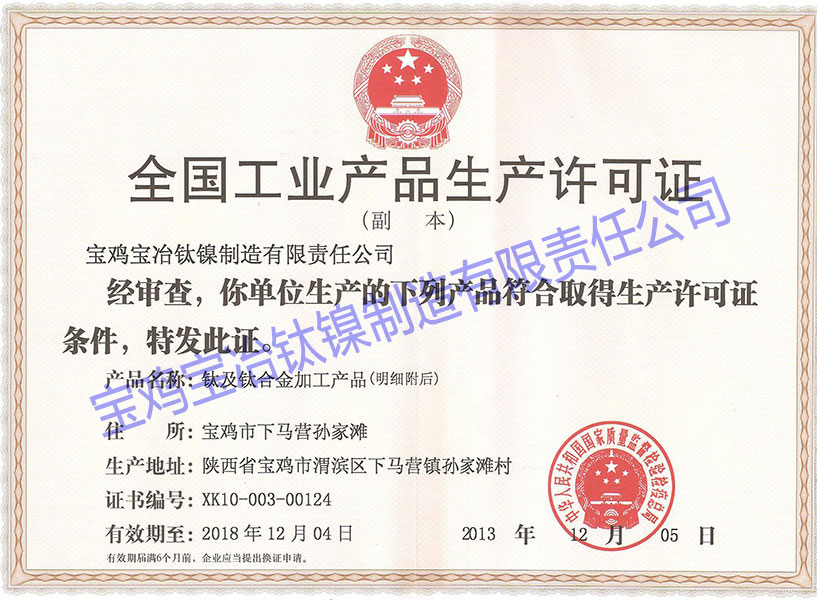 全国工业产品生产许可证
(副 本)
宝鸡宝冶钛镍制造有限责任公司
经审查，你单位生产的下列产品符合取得生产许可证
条件，特发此证。
产品名称：钛及钛合金加工产品(明细附后)
住 所：宝鸡市下马营孙家滩
生产地址：陕西省宝鸡市渭滨区下马营镇孙家滩村
证书编号：XK10-003-00124
有效期至：2018 年 12 月 04 日
2013 年 12 月 05 日
有效期届满6个月前，企业应当提出换证申请。
中华人民共和国国家质量监督检验检疫总局
宝鸡宝冶钛镍制造有限责任公司